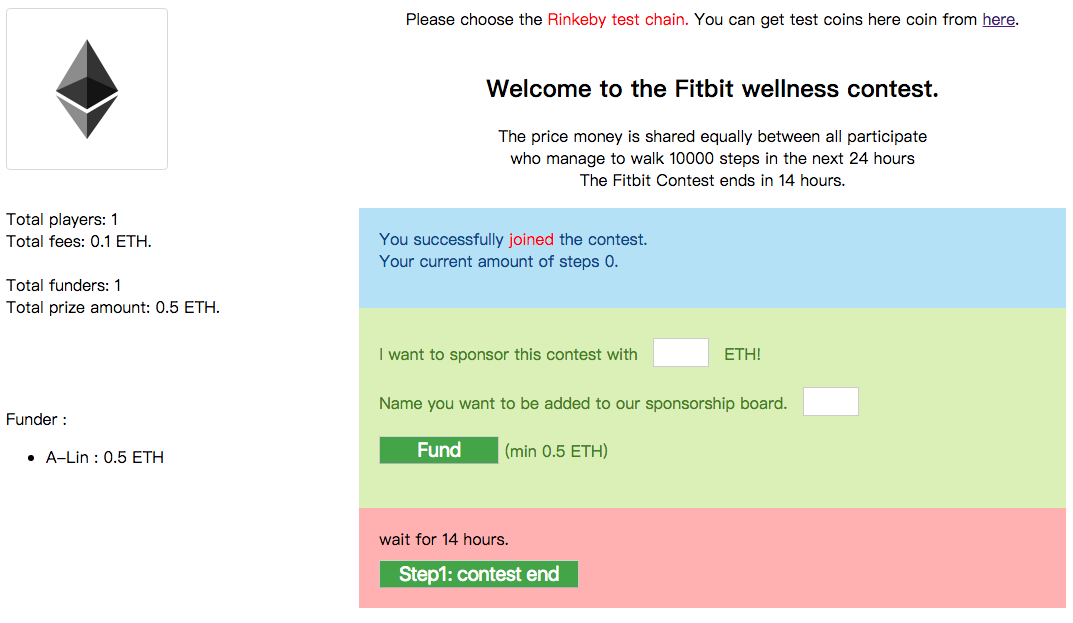 Please choose the Rinkeby test chain. You can get test coins here coin from here.
Welcome to the Fitbit wellness contest.
The price money is shared equally between all participate
who manage to walk 10000 steps in the next 24 hours
The Fitbit Contest ends in 14 hours.
Total players: 1
Total fees: 0.1 ETH.
Total funders: 1
Total prize amount: 0.5 ETH.
Funder :
A-Lin : 0.5 ETH
You successfully joined the contest.
Your current amount of steps 0.
I want to sponsor this contest with ETH!
Name you want to be added to our sponsorship board.
Fund (min 0.5 ETH)
wait for 14 hours.
Step1: contest end